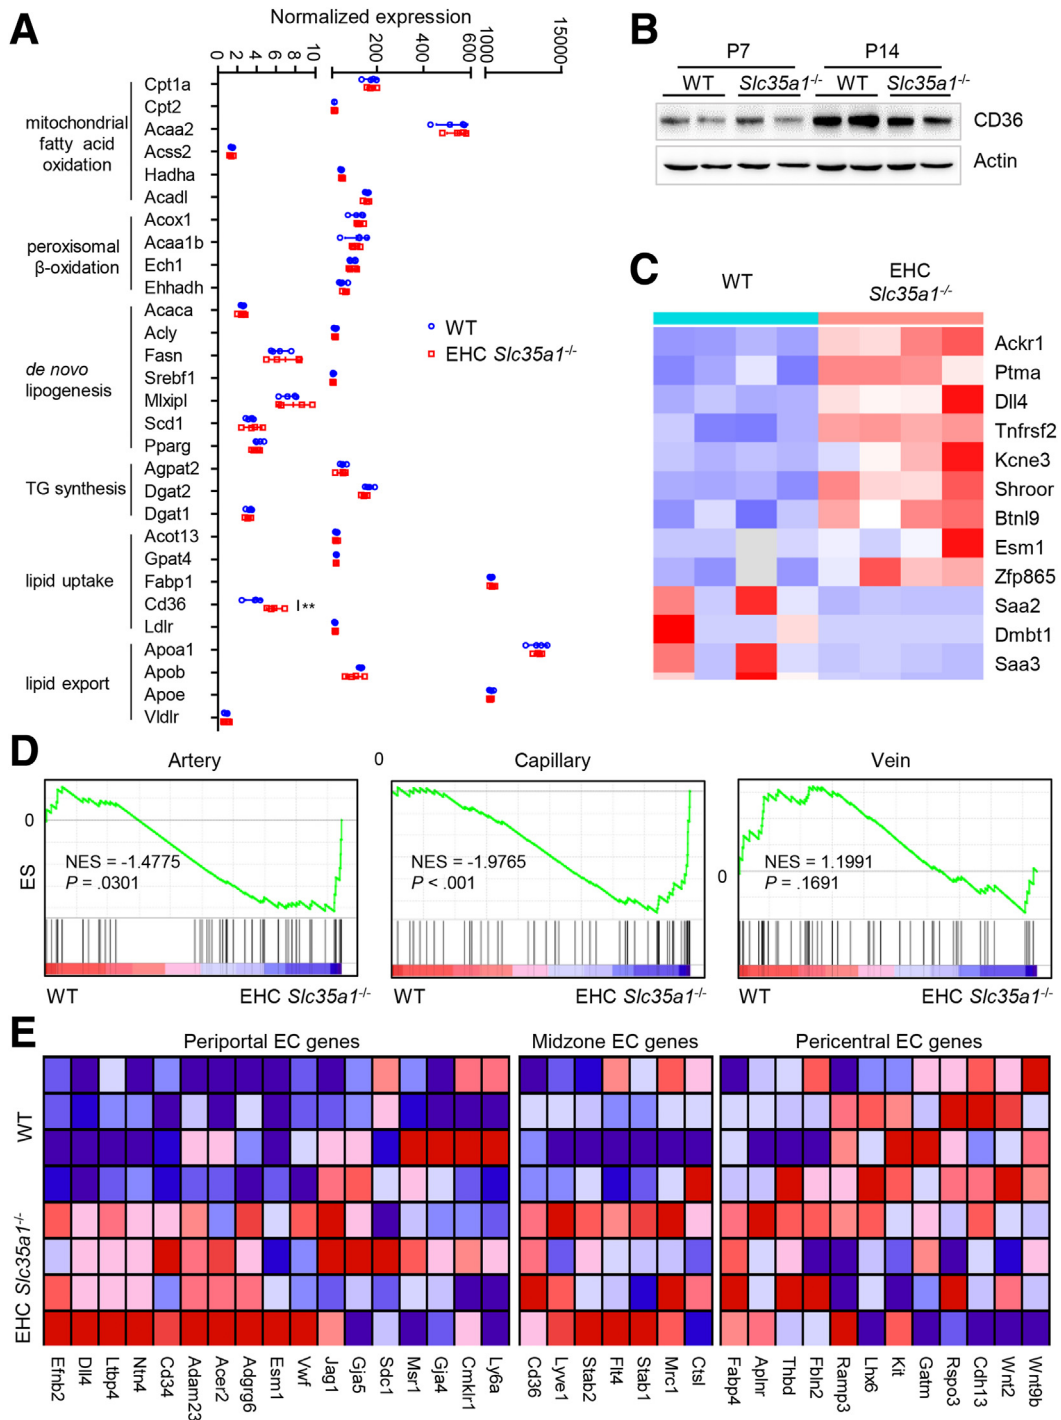 A
Normalized expression
0 2 4 6 8 10 200 400 600 1000 15000
mitochondrial fatty acid oxidation
Cpt1a
Cpt2
Acaa2
Acss2
Hadha
Acadl
peroxisomal β-oxidation
Acox1
Acaa1b
Ech1
Ehhadh
de novo lipogenesis
Acaca
Acly
Fasn
Srebf1
Mlxipl
Scd1
Pparg
TG synthesis
Agpat2
Dgat2
Dgat1
lipid uptake
Acot13
Gpat4
Fabp1
Cd36
**
Ldlr
lipid export
Apoa1
Apob
Apoe
Vldlr
WT
EHC Slc35a1-/-
B
P7 P14
WT Slc35a1-/- WT Slc35a1-/-
CD36
Actin
C
WT EHC Slc35a1-/-
Ackr1
Ptma
Dll4
Tnfrsf2
Kcne3
Shroor
Btnl9
Esm1
Zfp865
Saa2
Dmbt1
Saa3
D
Artery
0
ES
NES = -1.4775
P = .0301
WT EHC Slc35a1-/-
Capillary
0
NES = -1.9765
P < .001
WT EHC Slc35a1-/-
Vein
0
NES = 1.1991
P = .1691
WT EHC Slc35a1-/-
E
Periportal EC genes Midzone EC genes Pericentral EC genes
WT
EHC Slc35a1-/-
Efnb2 Dll4 Ltbp4 Ntn4 Cd34 Adam23 Acer2 Adgrg6 Esm1 Vwf Jag1 Gja5 Sdc1 Msr1 Gja4 Cmklr1 Ly6a
Cd36 Lyve1 Stab2 Flt4 Stab1 Mrc1 Ctsl
Fabp4 Aplnr Thbd Fbln2 Ramp3 Lhx6 Kit Gatm Rspo3 Cdh13 Wnt2 Wnt9b